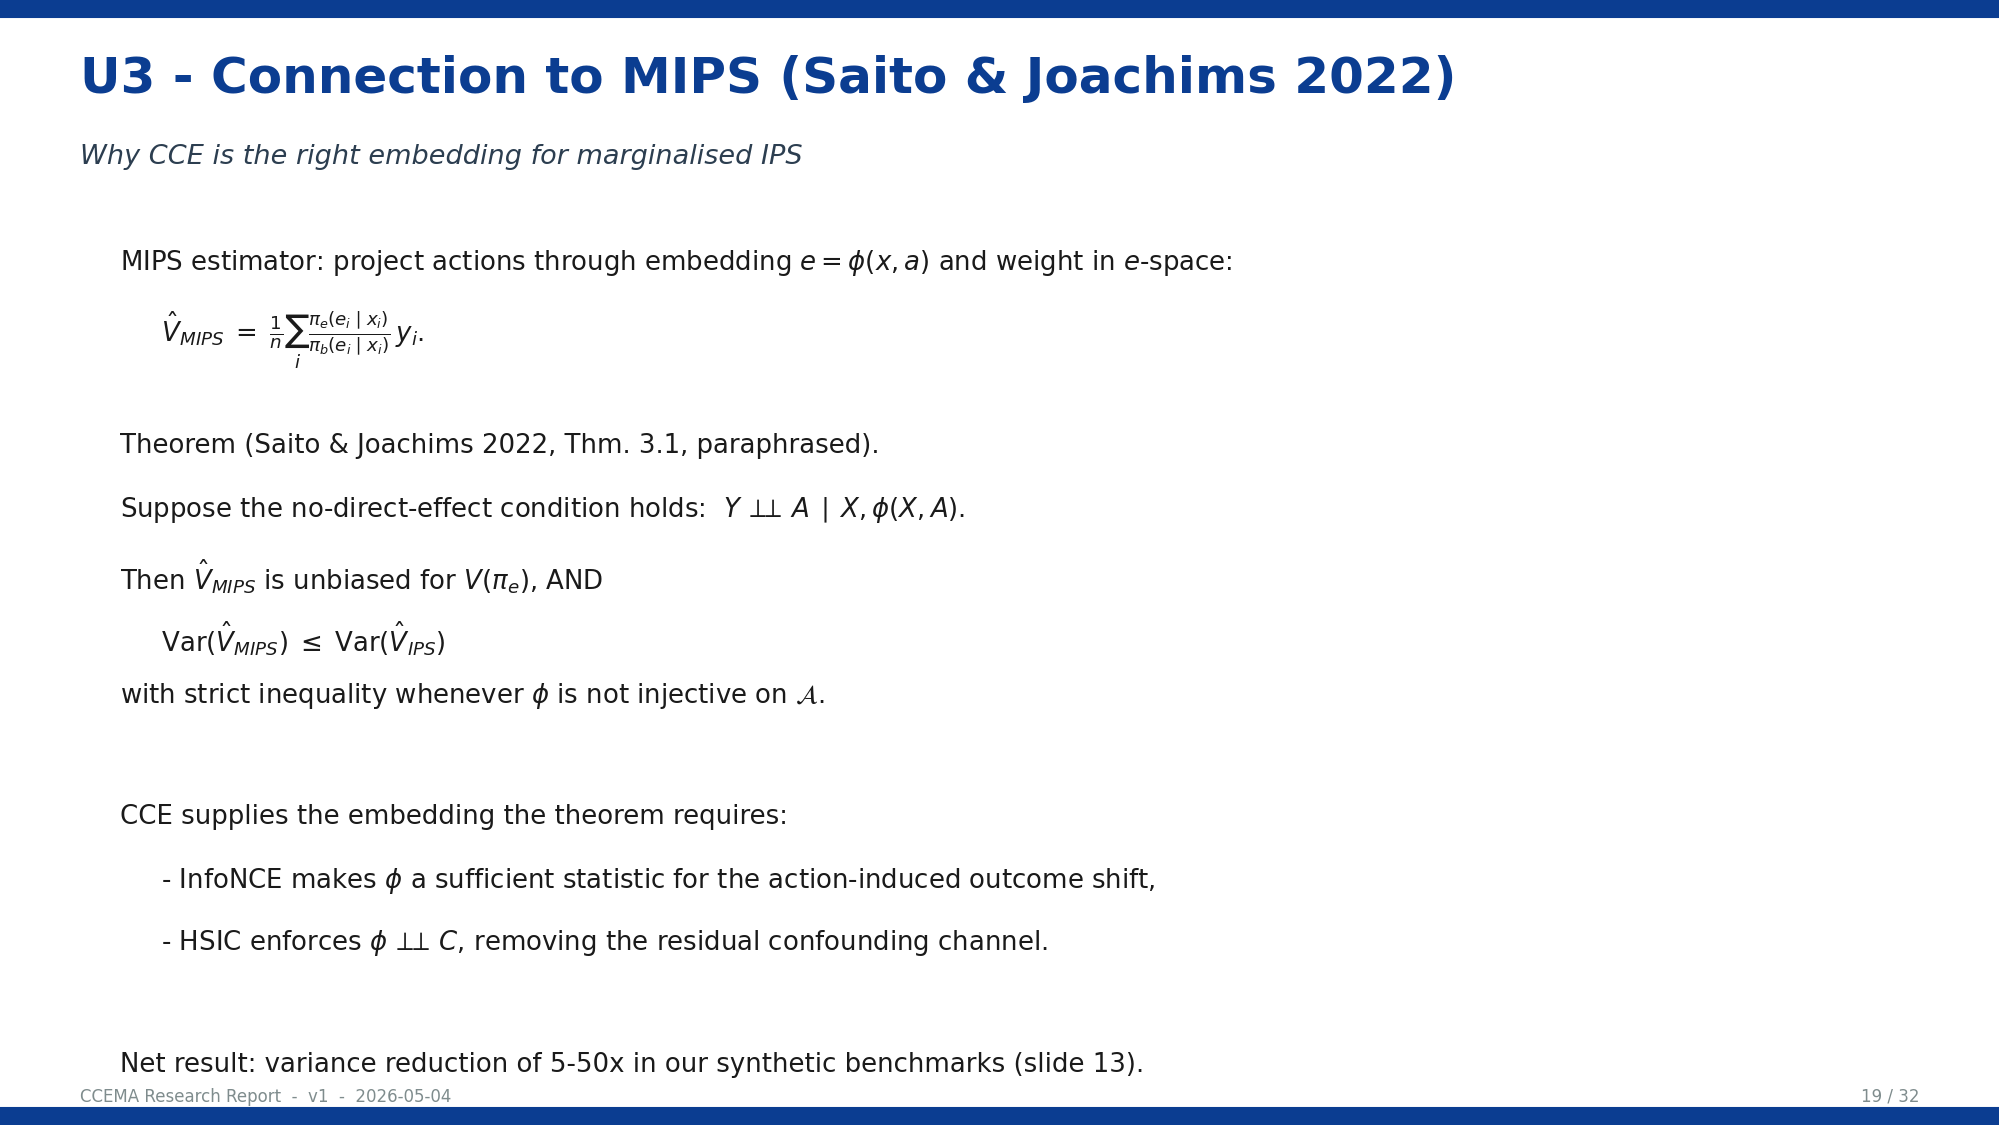 U3 - Connection to MIPS (Saito & Joachims 2022)
Why CCE is the right embedding for marginalised IPS
MIPS estimator: project actions through embedding e = ϕ(x, a) and weight in e-space:
V̂_MIPS = 1/n ∑_i π_e(e_i | x_i)/π_b(e_i | x_i) y_i.
Theorem (Saito & Joachims 2022, Thm. 3.1, paraphrased).
Suppose the no-direct-effect condition holds: Y ⊥⊥ A | X, ϕ(X, A).
Then V̂_MIPS is unbiased for V(π_e), AND
Var(V̂_MIPS) ≤ Var(V̂_IPS)
with strict inequality whenever ϕ is not injective on 𝒜.
CCE supplies the embedding the theorem requires:
- InfoNCE makes ϕ a sufficient statistic for the action-induced outcome shift,
- HSIC enforces ϕ ⊥⊥ C, removing the residual confounding channel.
Net result: variance reduction of 5-50x in our synthetic benchmarks (slide 13).
CCEMA Research Report - v1 - 2026-05-04
19 / 32